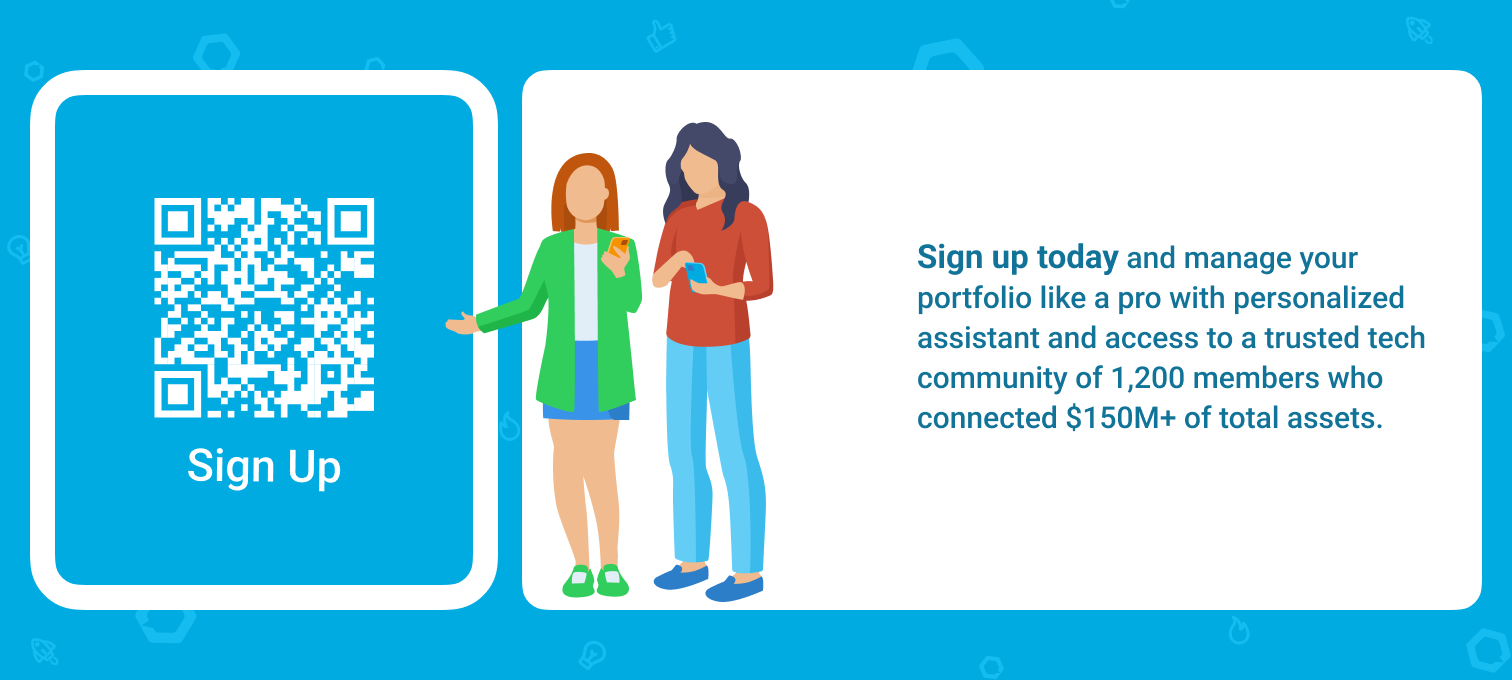 Sign Up
Sign up today and manage your
portfolio like a pro with personalized
assistant and access to a trusted tech
community of 1,200 members who
connected $150M+ of total assets.